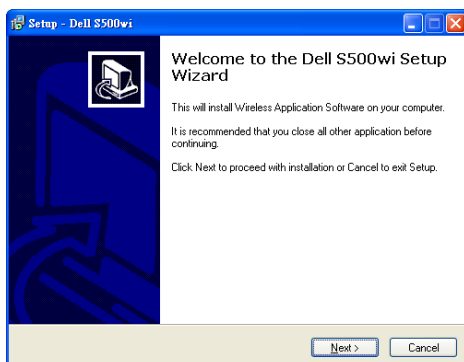 Setup - Dell S500wi
Welcome to the Dell S500wi Setup
Wizard
This will install Wireless Application Software on your computer.
It is recommended that you close all other application before
continuing.
Click Next to proceed with installation or Cancel to exit Setup.
Next >
Cancel